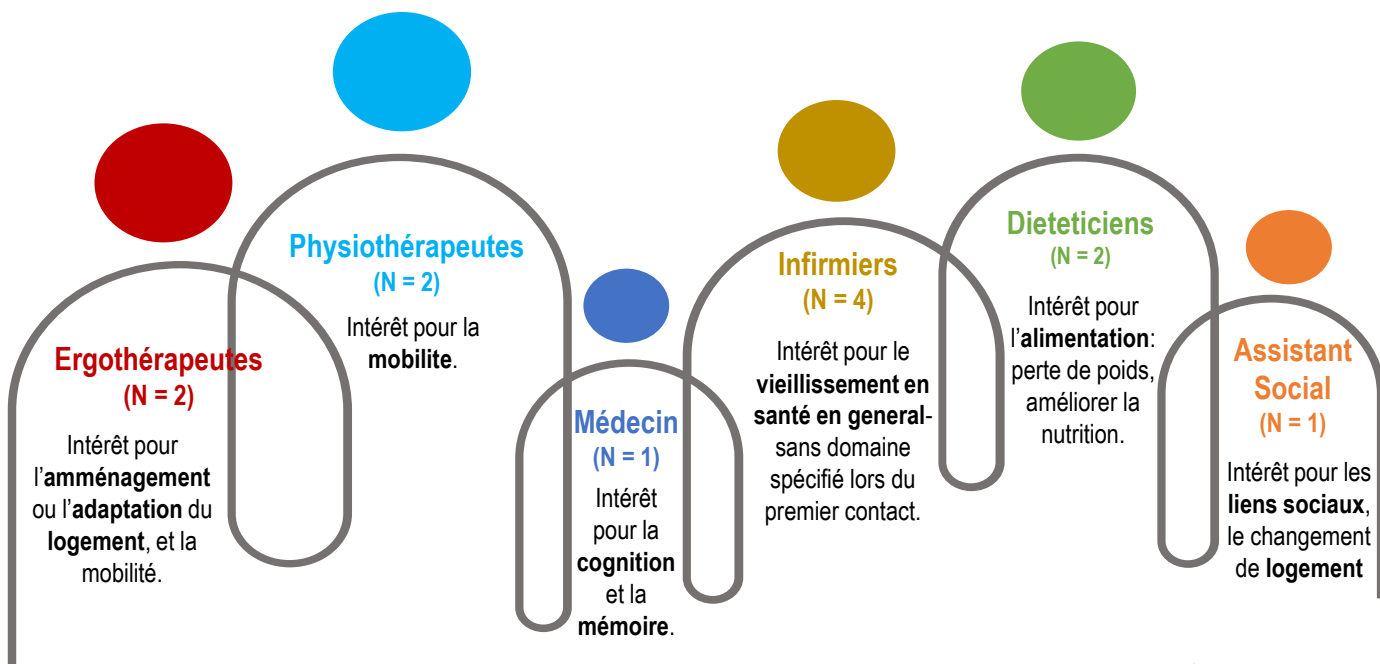 Ergothérapeutes
(N = 2)
Intérêt pour
l'amménagement
ou l'adaptation du
logement, et la
mobilité.
Physiothérapeutes
(N = 2)
Intérêt pour la
mobilite.
Médecin
(N = 1)
Intérêt
pour la
cognition
et la
mémoire.
Infirmiers
(N = 4)
Intérêt pour le
vieillissement en
santé en general-
sans domaine
spécifié lors du
premier contact.
Dieteticiens
(N = 2)
Intérêt pour
l'alimentation:
perte de poids,
améliorer la
nutrition.
Assistant
Social
(N = 1)
Intérêt pour les
liens sociaux,
le changement
de logement